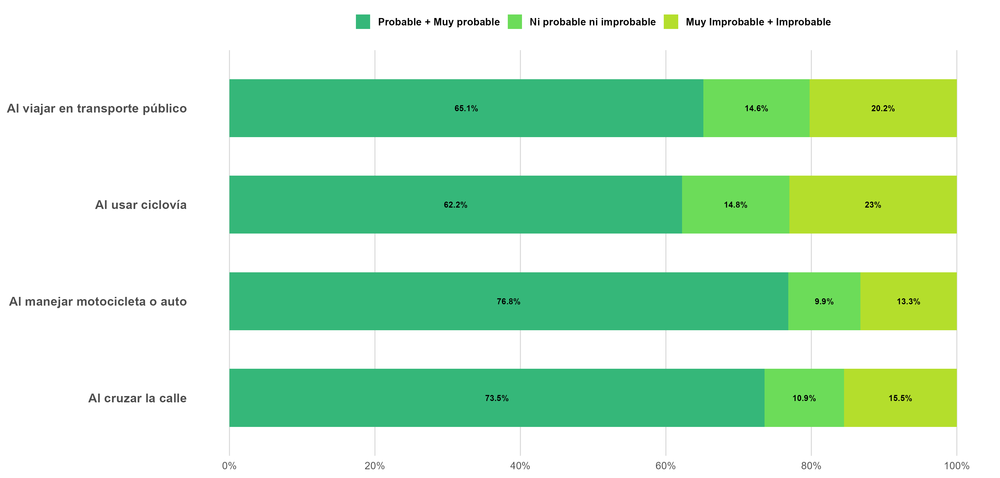 Probable + Muy probable Ni probable ni improbable Muy Improbable + Improbable
Al viajar en transporte público 65.1% 14.6% 20.2%
Al usar ciclovía 62.2% 14.8% 23%
Al manejar motocicleta o auto 76.8% 9.9% 13.3%
Al cruzar la calle 73.5% 10.9% 15.5%
0% 20% 40% 60% 80% 100%